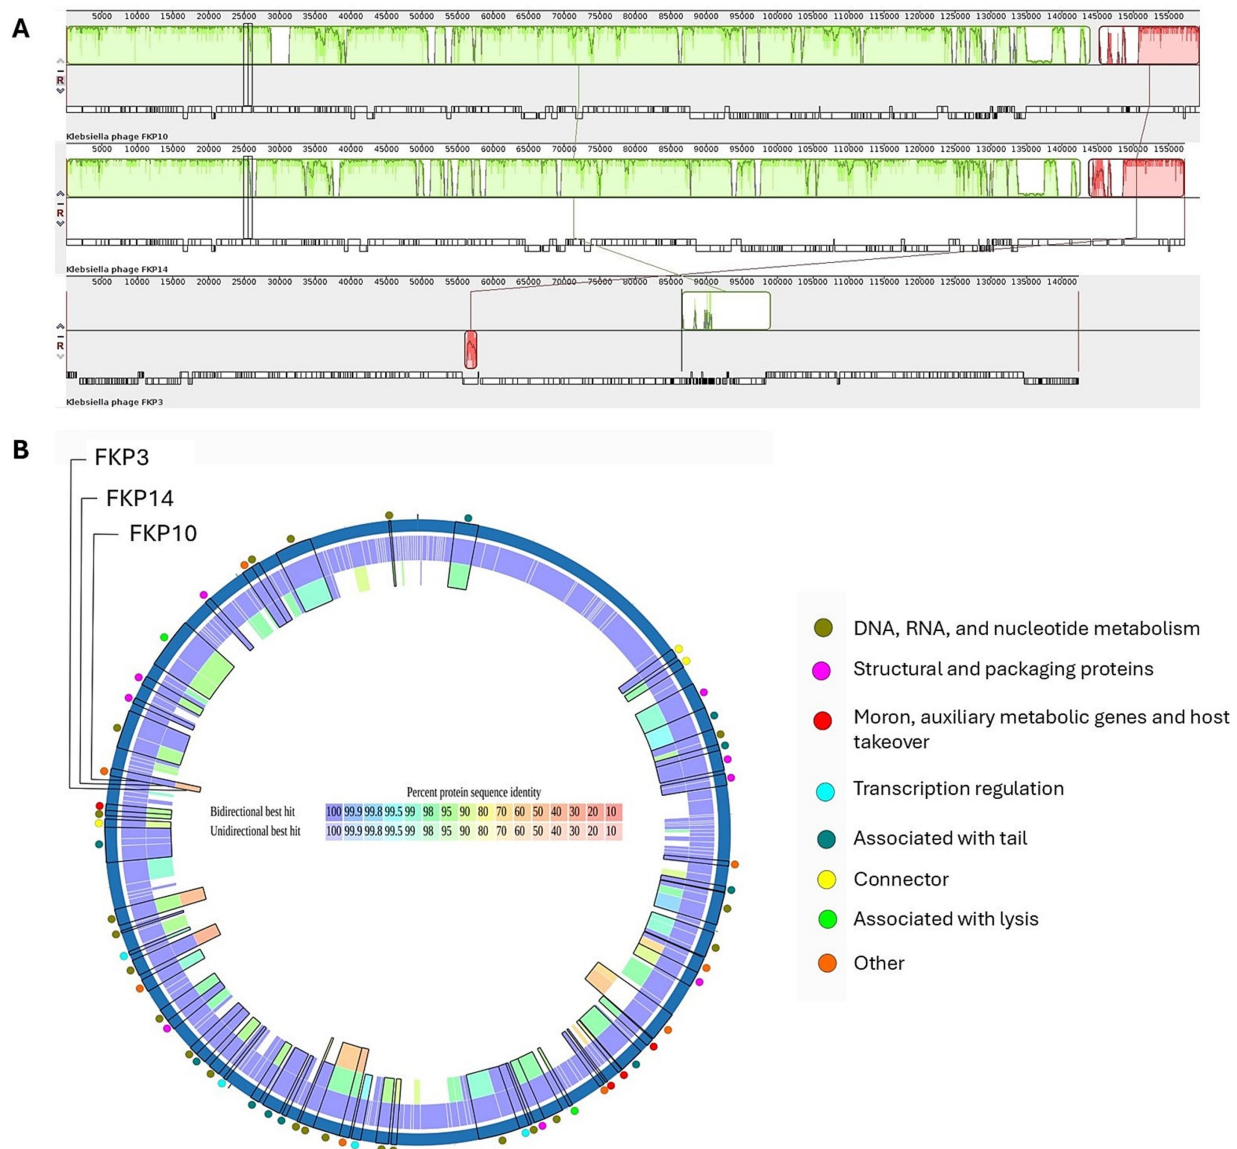 A
5000 10000 15000 20000 25000 30000 35000 40000 45000 50000 55000 60000 65000 70000 75000 80000 85000 90000 95000 100000 105000 110000 115000 120000 125000 130000 135000 140000 145000 150000 155000
R
Klebsiella phage FKP10
5000 10000 15000 20000 25000 30000 35000 40000 45000 50000 55000 60000 65000 70000 75000 80000 85000 90000 95000 100000 105000 110000 115000 120000 125000 130000 135000 140000 145000 150000 155000
R
Klebsiella phage FKP14
5000 10000 15000 20000 25000 30000 35000 40000 45000 50000 55000 60000 65000 70000 75000 80000 85000 90000 95000 100000 105000 110000 115000 120000 125000 130000 135000 140000
R
Klebsiella phage FKP3
B
FKP3
FKP14
FKP10
Percent protein sequence identity
Bidirectional best hit 100 99.9 99.8 99.5 99 98 95 90 80 70 60 50 40 30 20 10
Unidirectional best hit 100 99.9 99.8 99.5 99 98 95 90 80 70 60 50 40 30 20 10
DNA, RNA, and nucleotide metabolism
Structural and packaging proteins
Moron, auxiliary metabolic genes and host
takeover
Transcription regulation
Associated with tail
Connector
Associated with lysis
Other